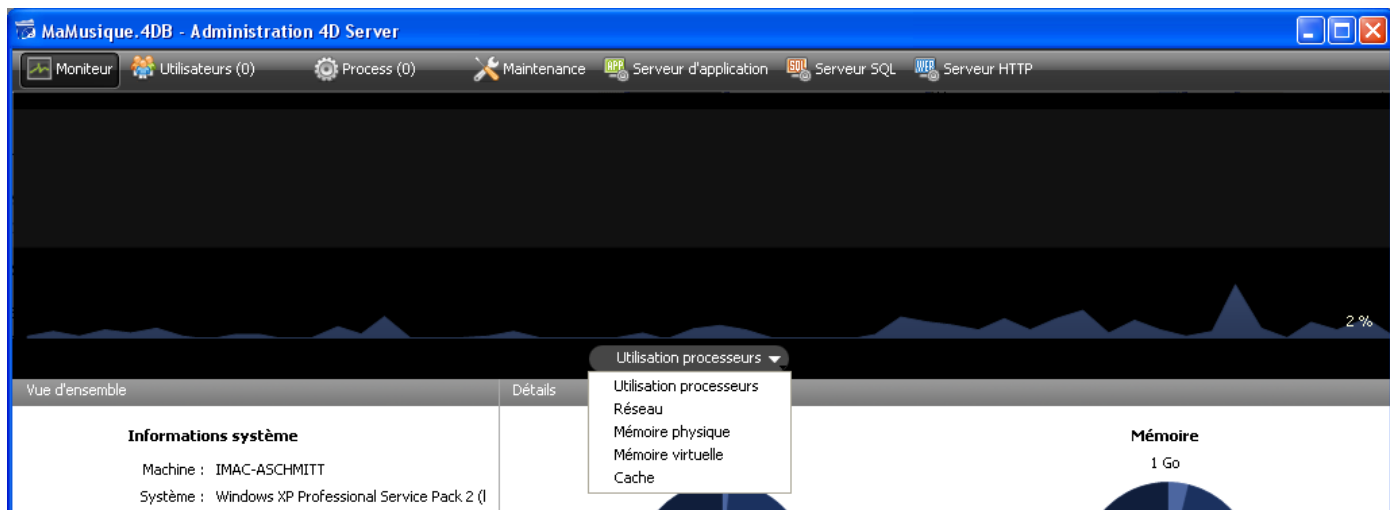 MaMusique.4DB - Administration 4D Server
Moniteur Utilisateurs (0) Process (0) Maintenance Serveur d'application Serveur SQL Serveur HTTP
2 %
Utilisation processeurs
Vue d'ensemble Détails
Utilisation processeurs
Réseau
Mémoire physique
Mémoire virtuelle
Cache
Informations système
Machine : IMAC-ASCHMITT
Système : Windows XP Professional Service Pack 2 (
Mémoire
1 Go